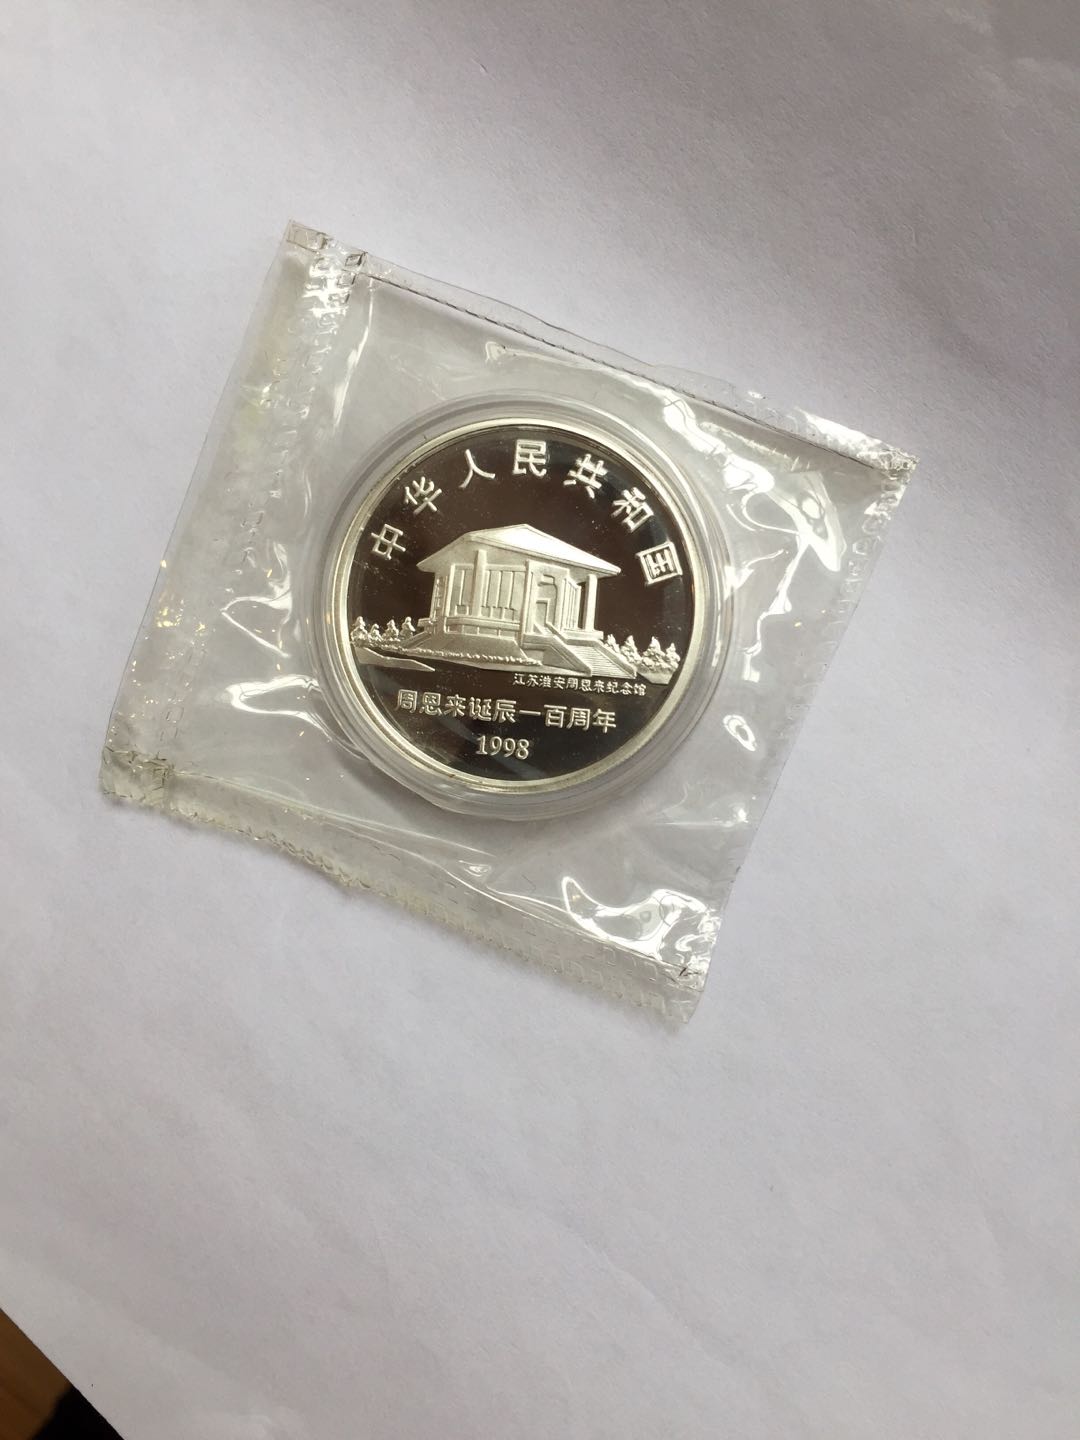 中华人民共和国
江苏淮安周恩来纪念馆
周恩来诞辰一百周年
1998